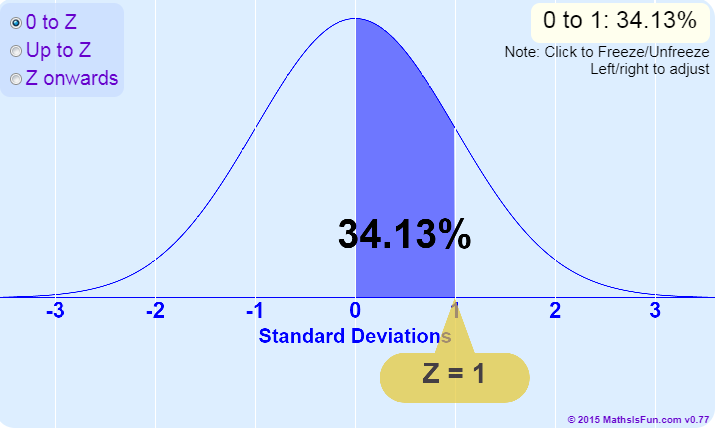 0 to Z
Up to Z
Z onwards
0 to 1: 34.13%
Note: Click to Freeze/Unfreeze
Left/right to adjust
34.13%
-3 -2 -1 0 1 2 3
Standard Deviations
Z = 1
© 2015 MathsIsFun.com v0.77